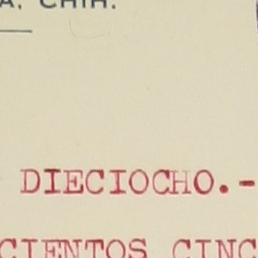 A, CHIH.
DIECIOCHO.-
CIENTOS CINC